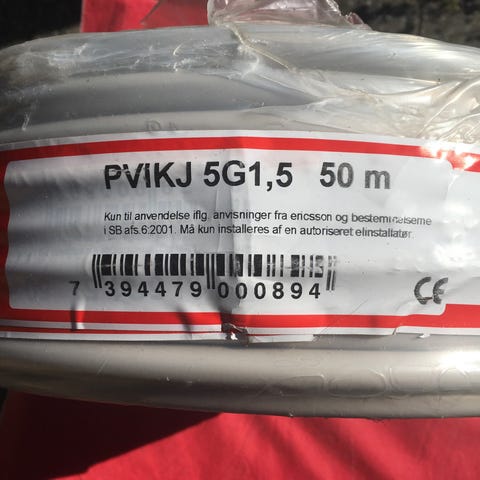 PVIKJ 5G1,5 50 m
Kun til anvendelse iflg. anvisninger fra ericsson og bestemmelserne
i SB afs.6:2001. Må kun installeres af en autoriseret elinstallatør.
7 394479 000894
CE